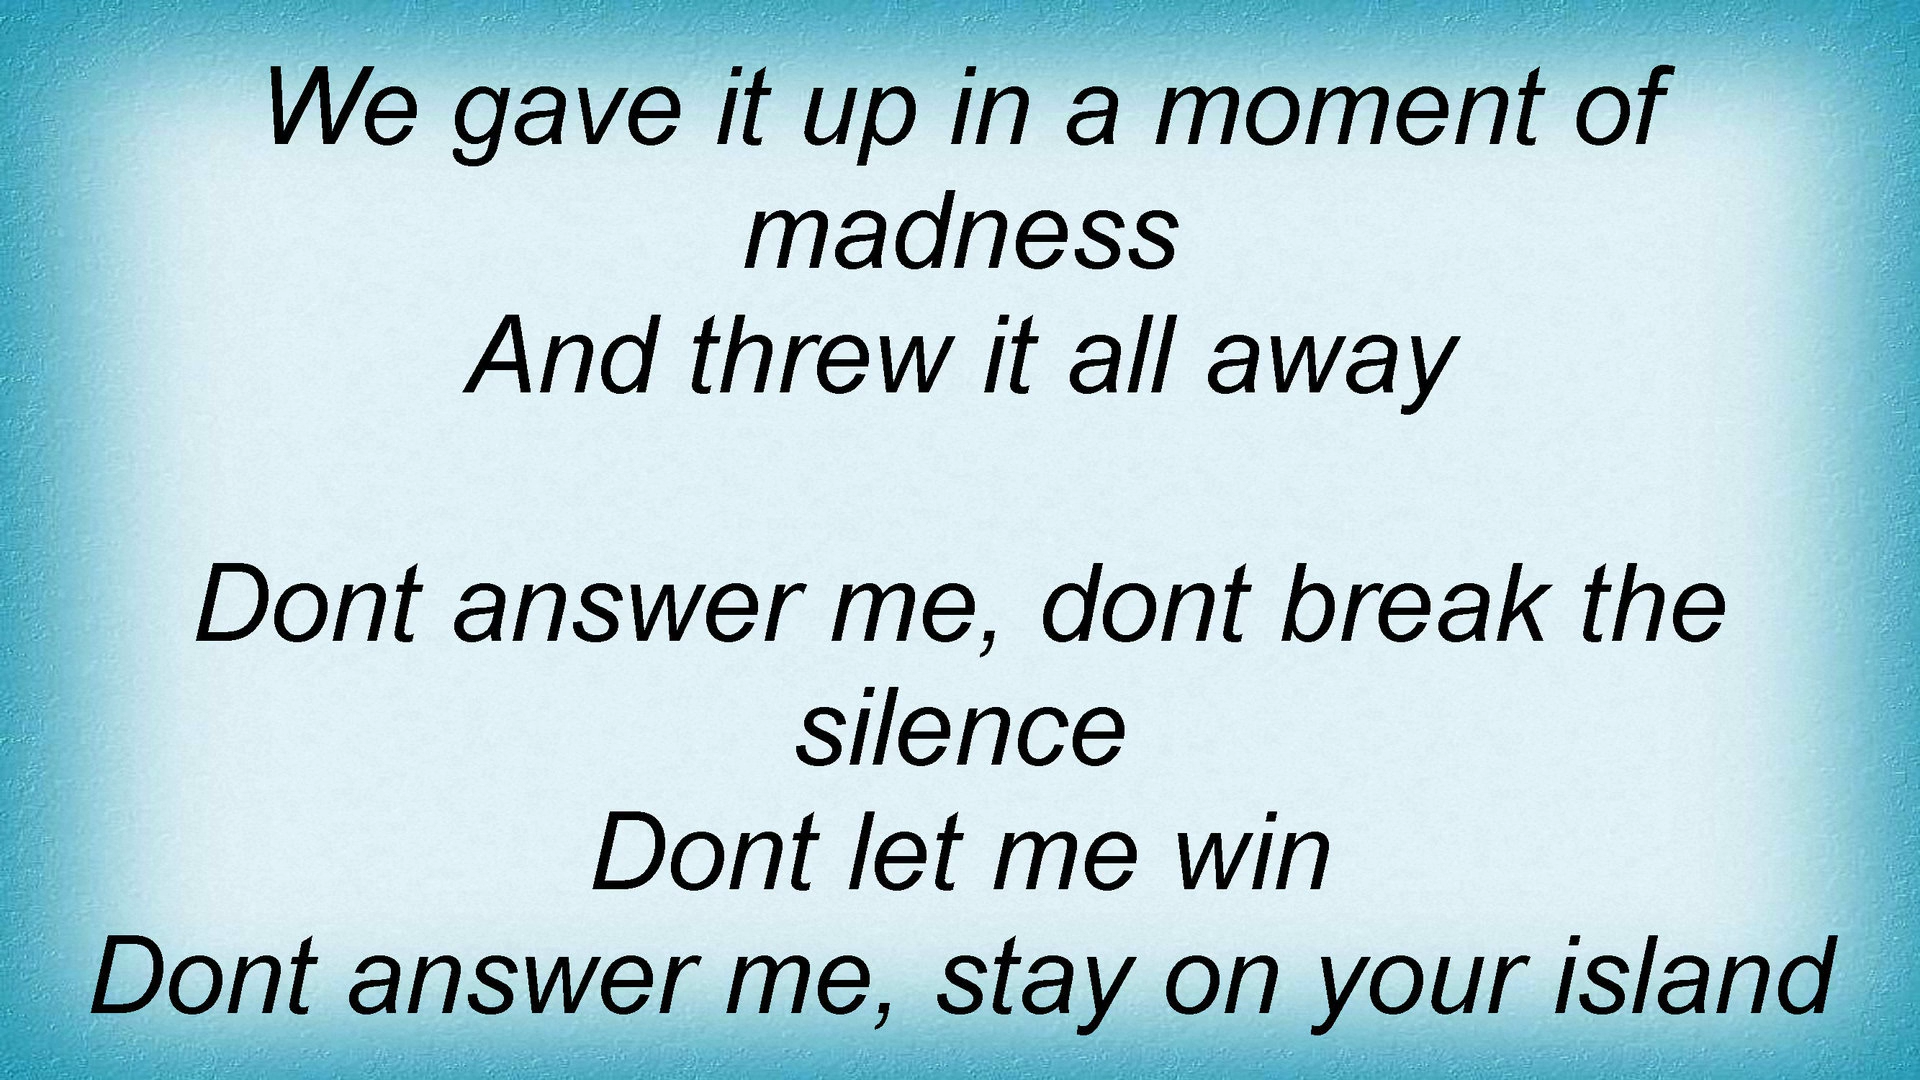 We gave it up in a moment of
madness
And threw it all away
Dont answer me, dont break the
silence
Dont let me win
Dont answer me, stay on your island